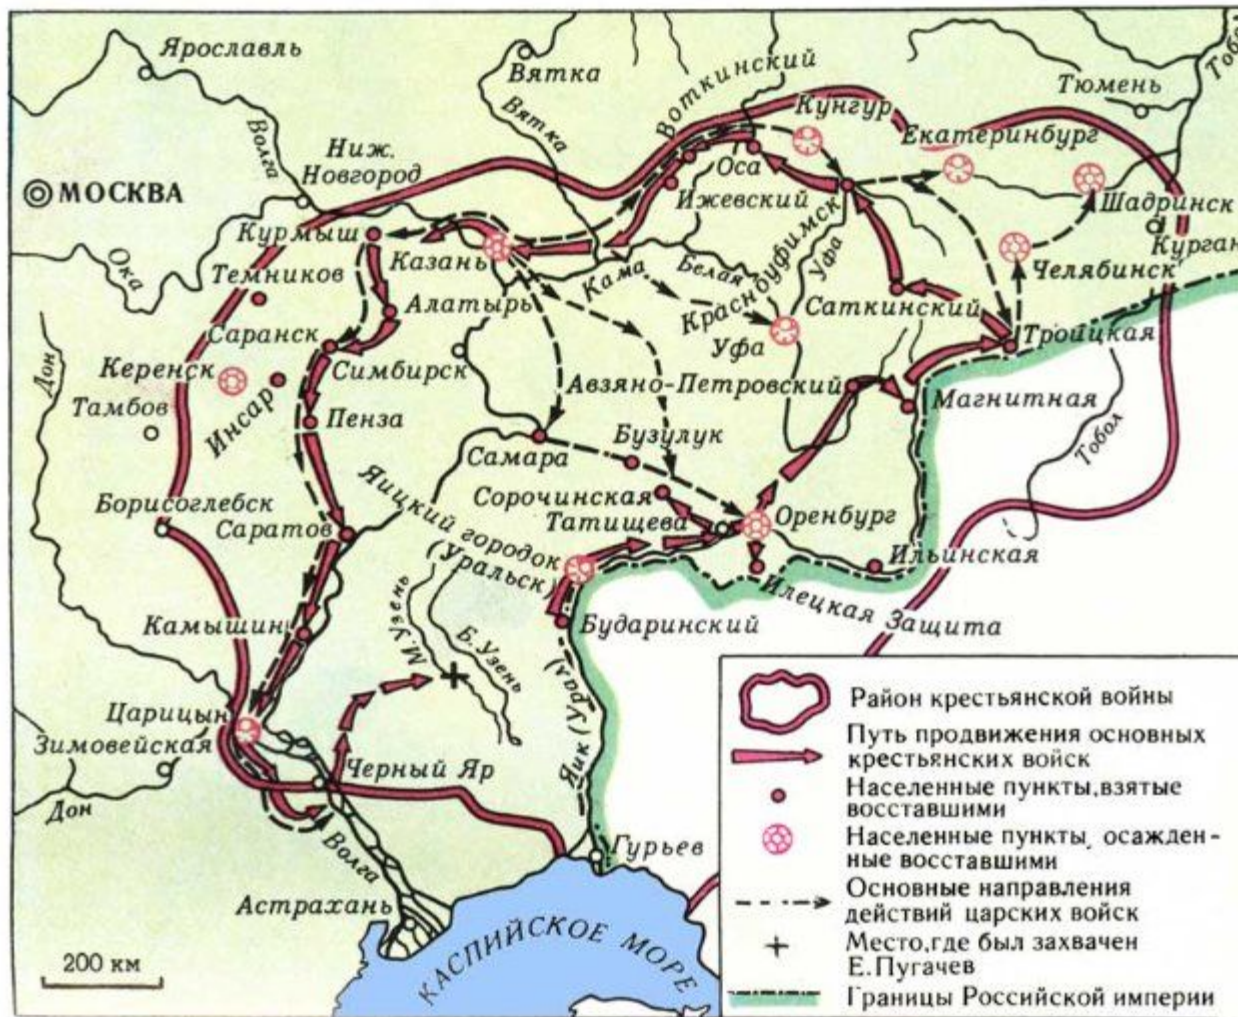 Ярославль
Вятка
Воткинский
Тюмень
Тобол
Кунгур
Екатеринбург
Волга
Вятка
Ниж.
Новгород
Оса
МОСКВА
Ижевский
Шадринск
Курмыш
Казань
Кама
Белая
Красноуфимск
Уфа
Курган
Ока
Темников
Челябинск
Алатырь
Саткинский
Саранск
Уфа
Троицкая
Дон
Керенск
Симбирск
Авзяно-Петровский
Тамбов
Инсар
Пенза
Магнитная
Бузулук
Тобол
Самара
Яицкий городок
(Уральск)
Сорочинская
Борисоглебск
Татищева
Оренбург
Саратов
Ильинская
М.Узень
Илецкая Защита
Камышин
Б.Узень
Бударинский
Царицын
Зимовейская
Яик (Урал)
Черный Яр
Дон
Волга
Гурьев
Астрахань
КАСПИЙСКОЕ МОРЕ
200 км
Район крестьянской войны
Путь продвижения основных
крестьянских войск
Населенные пункты, взятые
восставшими
Населенные пункты, осажден-
ные восставшими
Основные направления
действий царских войск
Место, где был захвачен
Е.Пугачев
Границы Российской империи